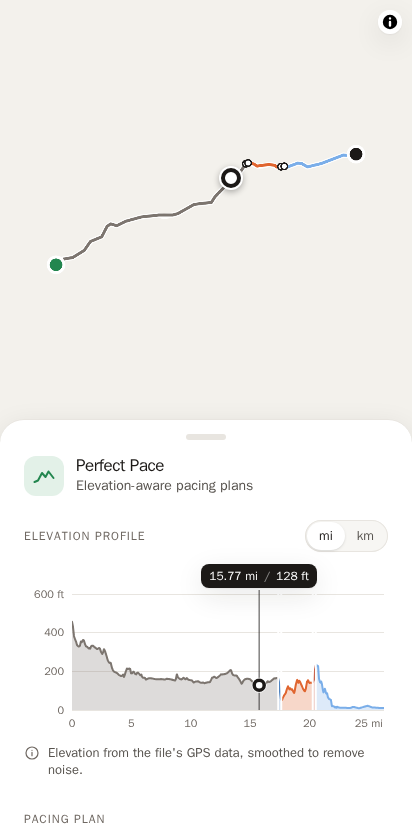 Perfect Pace
Elevation-aware pacing plans
ELEVATION PROFILE
mi
km
15.77 mi / 128 ft
600 ft
400
200
0
0
5
10
15
20
25 mi
Elevation from the file's GPS data, smoothed to remove
noise.
PACING PLAN